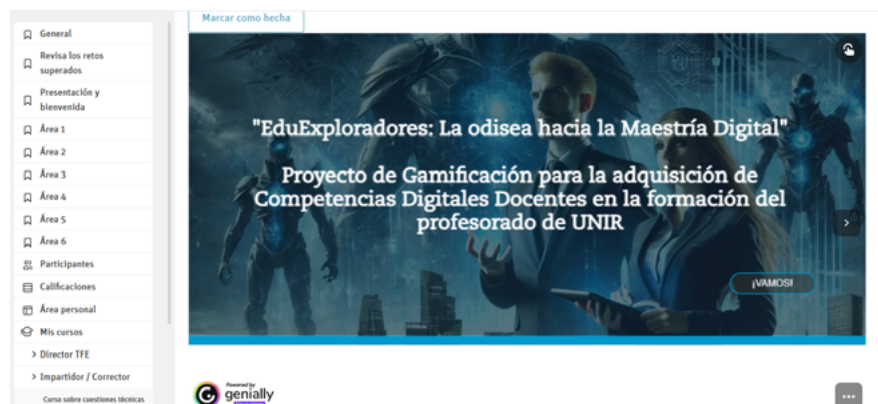 Marcar como hecha
General
Revisa los retos
superados
Presentación y
bienvenida
Área 1
Área 2
Área 3
Área 4
Área 5
Área 6
Participantes
Calificaciones
Área personal
Mis cursos
> Director TFE
> Impartidor / Corrector
Curso sobre cuestiones técnicas
"EduExploradores: La odisea hacia la Maestría Digital"
Proyecto de Gamificación para la adquisición de
Competencias Digitales Docentes en la formación del
profesorado de UNIR
¡VAMOS!
Powered by
genially